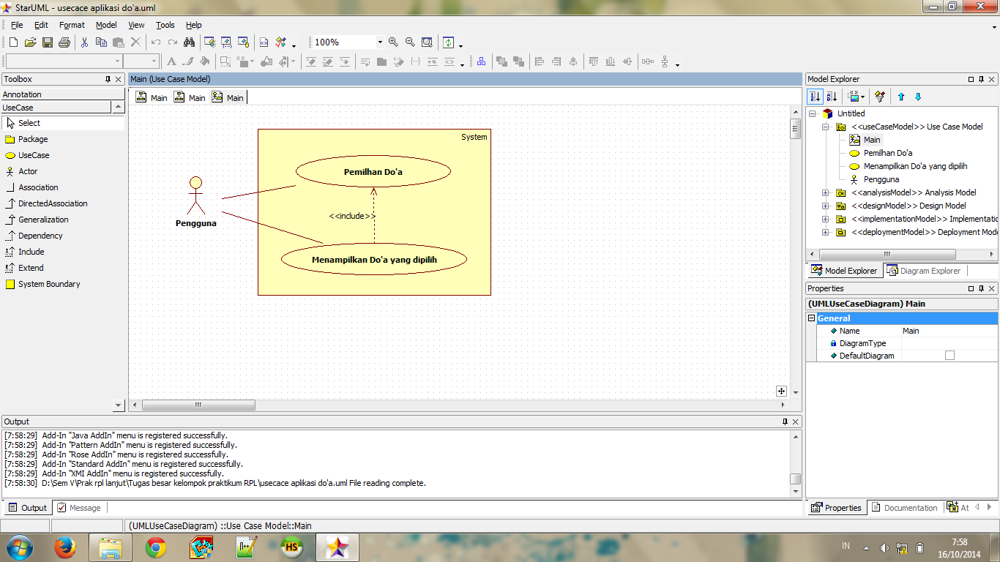 StarUML - usecace aplikasi do'a.uml
File Edit Format Model View Tools Help
100%
Toolbox
Annotation
UseCase
Select
Package
UseCase
Actor
Association
DirectedAssociation
Generalization
Dependency
Include
Extend
System Boundary
Main (Use Case Model)
Main Main Main
System
Pemilhan Do'a
<<include>>
Pengguna
Menampilkan Do'a yang dipilih
Model Explorer
Untitled
<<useCaseModel>> Use Case Model
Main
Pemilhan Do'a
Menampilkan Do'a yang dipilih
Pengguna
<<analysisModel>> Analysis Model
<<designModel>> Design Model
<<implementationModel>> Implementatio
<<deploymentModel>> Deployment Mod
Model Explorer Diagram Explorer
Properties
(UMLUseCaseDiagram) Main
General
Name Main
DiagramType
DefaultDiagram
Properties Documentation At
Output
[7:58:29] Add-In "Java AddIn" menu is registered successfully.
[7:58:29] Add-In "Pattern AddIn" menu is registered successfully.
[7:58:29] Add-In "Rose AddIn" menu is registered successfully.
[7:58:29] Add-In "Standard AddIn" menu is registered successfully.
[7:58:29] Add-In "XMI AddIn" menu is registered successfully.
[7:58:30] D:\Sem V\Prak rpl lanjut\Tugas besar kelompok praktikum RPL\usecace aplikasi do'a.uml File reading complete.
Output Message
(UMLUseCaseDiagram) ::Use Case Model::Main
HS
IN
7:58
16/10/2014